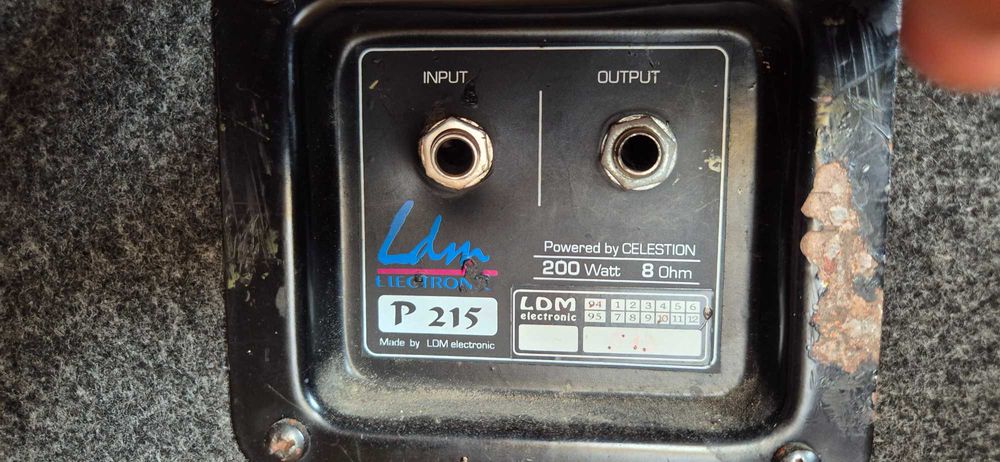 INPUT
OUTPUT
Ldm
ELECTRONIC
P 215
Made by LDM electronic
Powered by CELESTION
200 Watt 8 Ohm
LDM
electronic
94 1 2 3 4 5 6
95 7 8 9 10 11 12